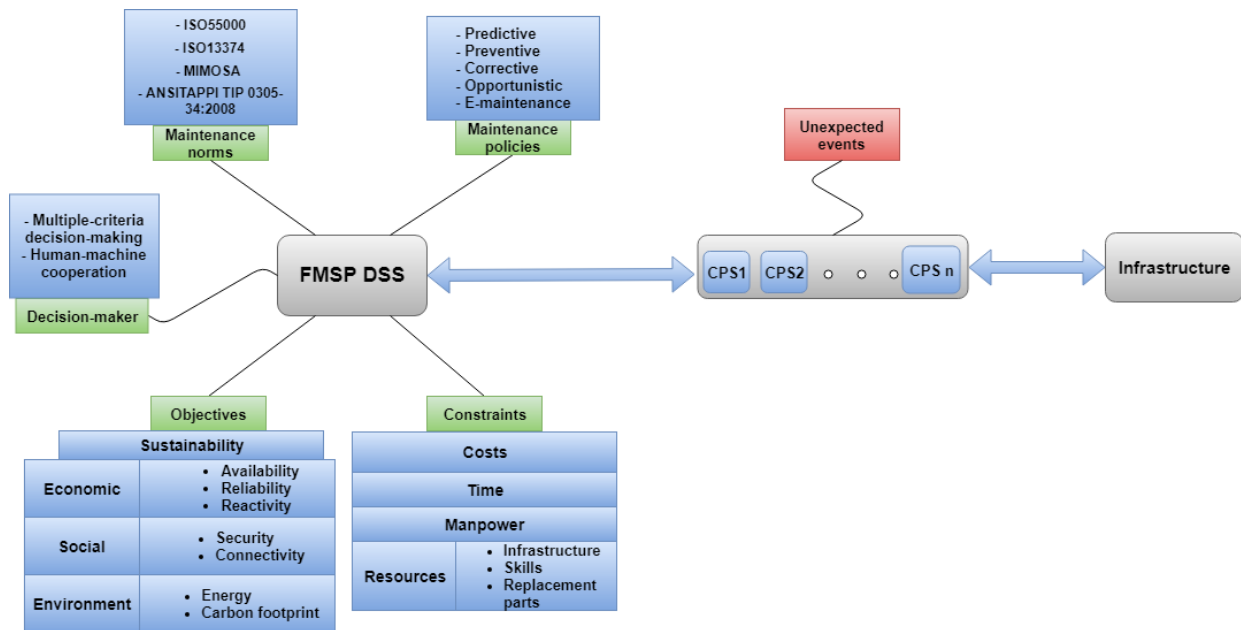 - ISO55000
- ISO13374
- MIMOSA
- ANSITAPPI TIP 0305-
34:2008
Maintenance
norms
- Predictive
- Preventive
- Corrective
- Opportunistic
- E-maintenance
Maintenance
policies
Unexpected
events
- Multiple-criteria
decision-making
- Human-machine
cooperation
Decision-maker
FMSP DSS
CPS1
CPS2
CPS n
Infrastructure
Objectives
Sustainability
Economic
• Availability
• Reliability
• Reactivity
Social
• Security
• Connectivity
Environment
• Energy
• Carbon footprint
Constraints
Costs
Time
Manpower
Resources
• Infrastructure
• Skills
• Replacement
parts